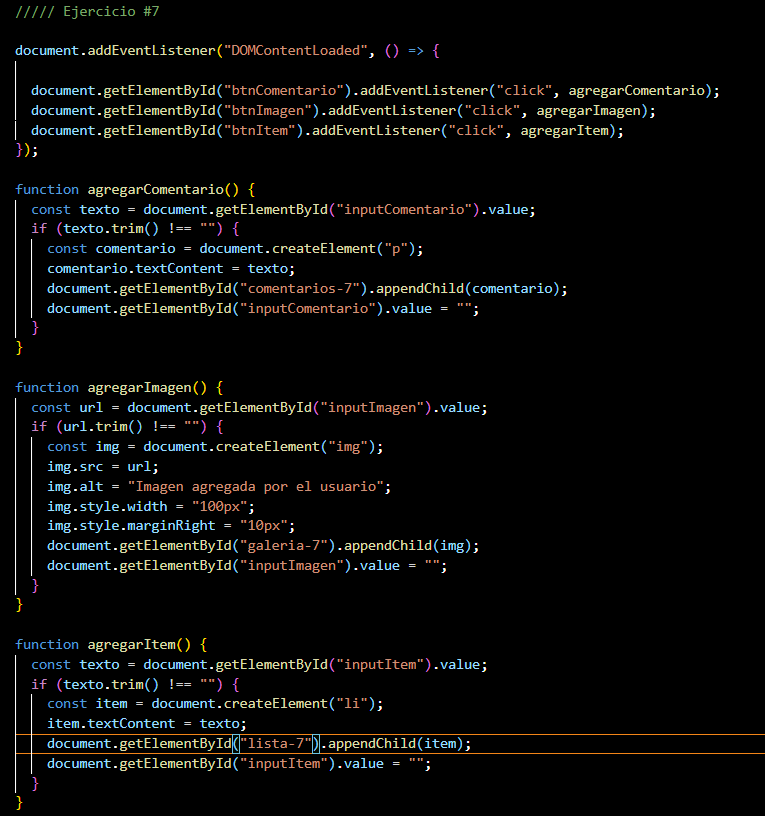 ///// Ejercicio #7
document.addEventListener("DOMContentLoaded", () => {
document.getElementById("btnComentario").addEventListener("click", agregarComentario);
document.getElementById("btnImagen").addEventListener("click", agregarImagen);
document.getElementById("btnItem").addEventListener("click", agregarItem);
});
function agregarComentario() {
const texto = document.getElementById("inputComentario").value;
if (texto.trim() !== "") {
const comentario = document.createElement("p");
comentario.textContent = texto;
document.getElementById("comentarios-7").appendChild(comentario);
document.getElementById("inputComentario").value = "";
}
}
function agregarImagen() {
const url = document.getElementById("inputImagen").value;
if (url.trim() !== "") {
const img = document.createElement("img");
img.src = url;
img.alt = "Imagen agregada por el usuario";
img.style.width = "100px";
img.style.marginRight = "10px";
document.getElementById("galeria-7").appendChild(img);
document.getElementById("inputImagen").value = "";
}
}
function agregarItem() {
const texto = document.getElementById("inputItem").value;
if (texto.trim() !== "") {
const item = document.createElement("li");
item.textContent = texto;
document.getElementById("lista-7").appendChild(item);
document.getElementById("inputItem").value = "";
}
}